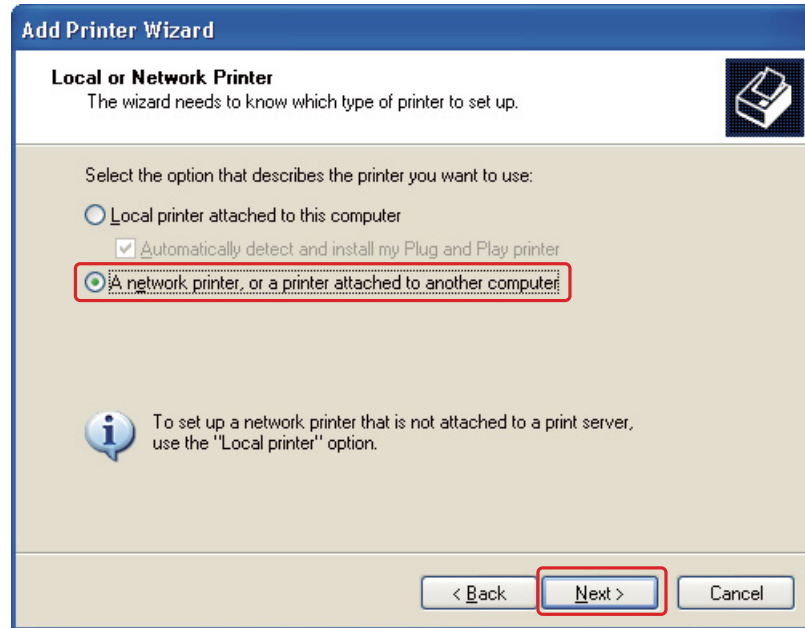 Add Printer Wizard
Local or Network Printer
The wizard needs to know which type of printer to set up.
Select the option that describes the printer you want to use:
Local printer attached to this computer
Automatically detect and install my Plug and Play printer
A network printer, or a printer attached to another computer
To set up a network printer that is not attached to a print server,
use the "Local printer" option.
< Back Next > Cancel